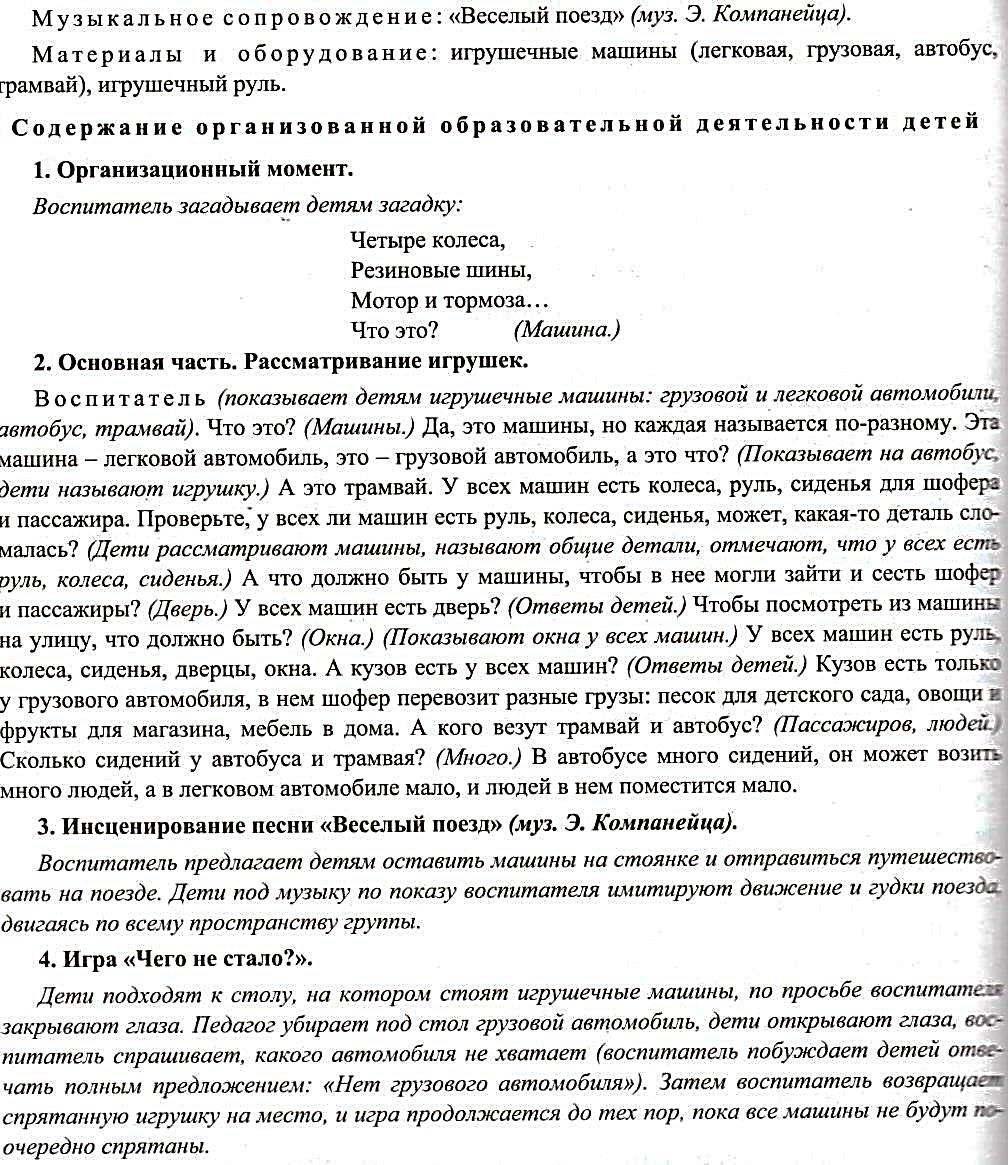 Музыкальное сопровождение: «Веселый поезд» (муз. Э. Компанейца).
Материалы и оборудование: игрушечные машины (легковая, грузовая, автобус,
трамвай), игрушечный руль.
Содержание организованной образовательной деятельности детей
1. Организационный момент.
Воспитатель загадывает детям загадку:
Четыре колеса,
Резиновые шины,
Мотор и тормоза…
Что это? (Машина.)
2. Основная часть. Рассматривание игрушек.
Воспитатель (показывает детям игрушечные машины: грузовой и легковой автомобили,
автобус, трамвай). Что это? (Машины.) Да, это машины, но каждая называется по-разному. Эта
машина – легковой автомобиль, это – грузовой автомобиль, а это что? (Показывает на автобус,
дети называют игрушку.) А это трамвай. У всех машин есть колеса, руль, сиденья для шофера
и пассажира. Проверьте, у всех ли машин есть руль, колеса, сиденья, может, какая-то деталь сло-
малась? (Дети рассматривают машины, называют общие детали, отмечают, что у всех есть
руль, колеса, сиденья.) А что должно быть у машины, чтобы в нее могли зайти и сесть шофер
и пассажиры? (Дверь.) У всех машин есть дверь? (Ответы детей.) Чтобы посмотреть из машины
на улицу, что должно быть? (Окна.) (Показывают окна у всех машин.) У всех машин есть руль,
колеса, сиденья, дверцы, окна. А кузов есть у всех машин? (Ответы детей.) Кузов есть только
у грузового автомобиля, в нем шофер перевозит разные грузы: песок для детского сада, овощи и
фрукты для магазина, мебель в дома. А кого везут трамвай и автобус? (Пассажиров, людей.)
Сколько сидений у автобуса и трамвая? (Много.) В автобусе много сидений, он может возить
много людей, а в легковом автомобиле мало, и людей в нем поместится мало.
3. Инсценирование песни «Веселый поезд» (муз. Э. Компанейца).
Воспитатель предлагает детям оставить машины на стоянке и отправиться путешество-
вать на поезде. Дети под музыку по показу воспитателя имитируют движение и гудки поезда,
двигаясь по всему пространству группы.
4. Игра «Чего не стало?».
Дети подходят к столу, на котором стоят игрушечные машины, по просьбе воспитателя
закрывают глаза. Педагог убирает под стол грузовой автомобиль, дети открывают глаза, вос-
питатель спрашивает, какого автомобиля не хватает (воспитатель побуждает детей отве-
чать полным предложением: «Нет грузового автомобиля»). Затем воспитатель возвращает
спрятанную игрушку на место, и игра продолжается до тех пор, пока все машины не будут по-
очередно спрятаны.